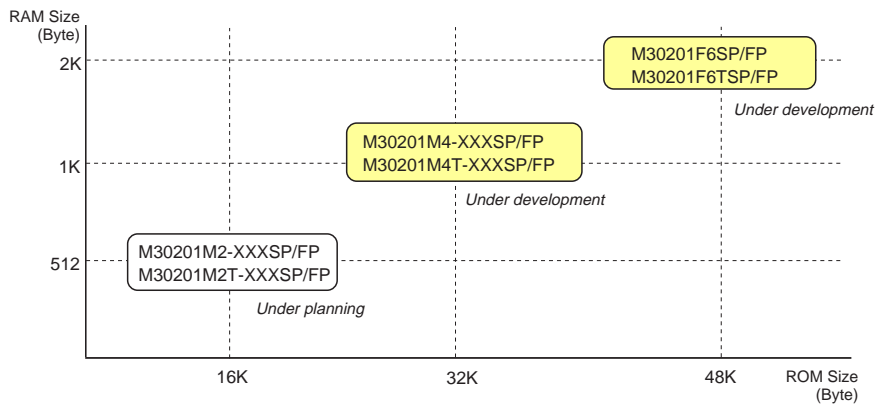 RAM Size
(Byte)
2K
M30201F6SP/FP
M30201F6TSP/FP
Under development
M30201M4-XXXSP/FP
M30201M4T-XXXSP/FP
1K
Under development
M30201M2-XXXSP/FP
M30201M2T-XXXSP/FP
512
Under planning
16K
32K
48K
ROM Size
(Byte)